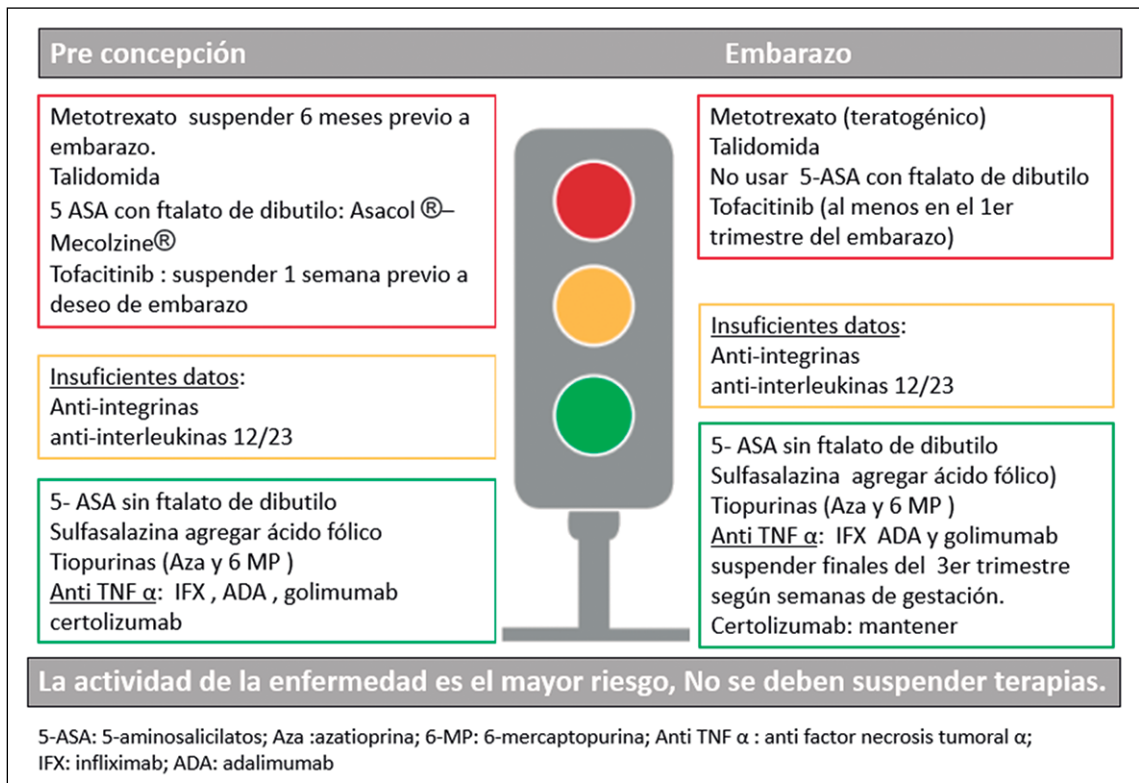 Pre concepción
Embarazo
Metotrexato suspender 6 meses previo a
embarazo.
Talidomida
5 ASA con ftalato de dibutilo: Asacol ®–
Mecolzine®
Tofacitinib : suspender 1 semana previo a
deseo de embarazo
Insuficientes datos:
Anti-integrinas
anti-interleukinas 12/23
5- ASA sin ftalato de dibutilo
Sulfasalazina agregar ácido fólico
Tiopurinas (Aza y 6 MP )
Anti TNF α: IFX , ADA , golimumab
certolizumab
Metotrexato (teratogénico)
Talidomida
No usar 5-ASA con ftalato de dibutilo
Tofacitinib (al menos en el 1er
trimestre del embarazo)
Insuficientes datos:
Anti-integrinas
anti-interleukinas 12/23
5- ASA sin ftalato de dibutilo
Sulfasalazina agregar ácido fólico)
Tiopurinas (Aza y 6 MP )
Anti TNF α: IFX ADA y golimumab
suspender finales del 3er trimestre
según semanas de gestación.
Certolizumab: mantener
La actividad de la enfermedad es el mayor riesgo, No se deben suspender terapias.
5-ASA: 5-aminosalicilatos; Aza :azatioprina; 6-MP: 6-mercaptopurina; Anti TNF α : anti factor necrosis tumoral α;
IFX: infliximab; ADA: adalimumab